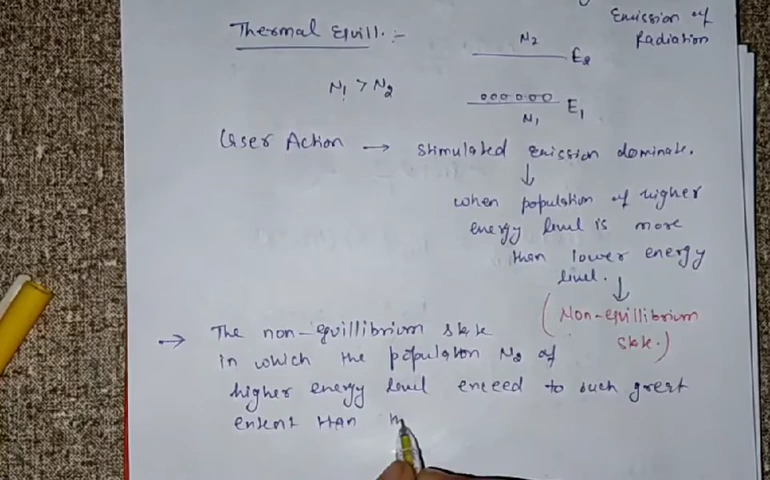 Emission of
Radiation
Thermal Equill. :-
N2
E2
N1 > N2
E1
N1
Laser Action → stimulated emission dominate.
↓
when population of higher
energy level is more
than lower energy
level. ↓
(Non-equillibrium
state.)
→ The non-equillibrium state
in which the population N2 of
higher energy level exceed to such great
extent than